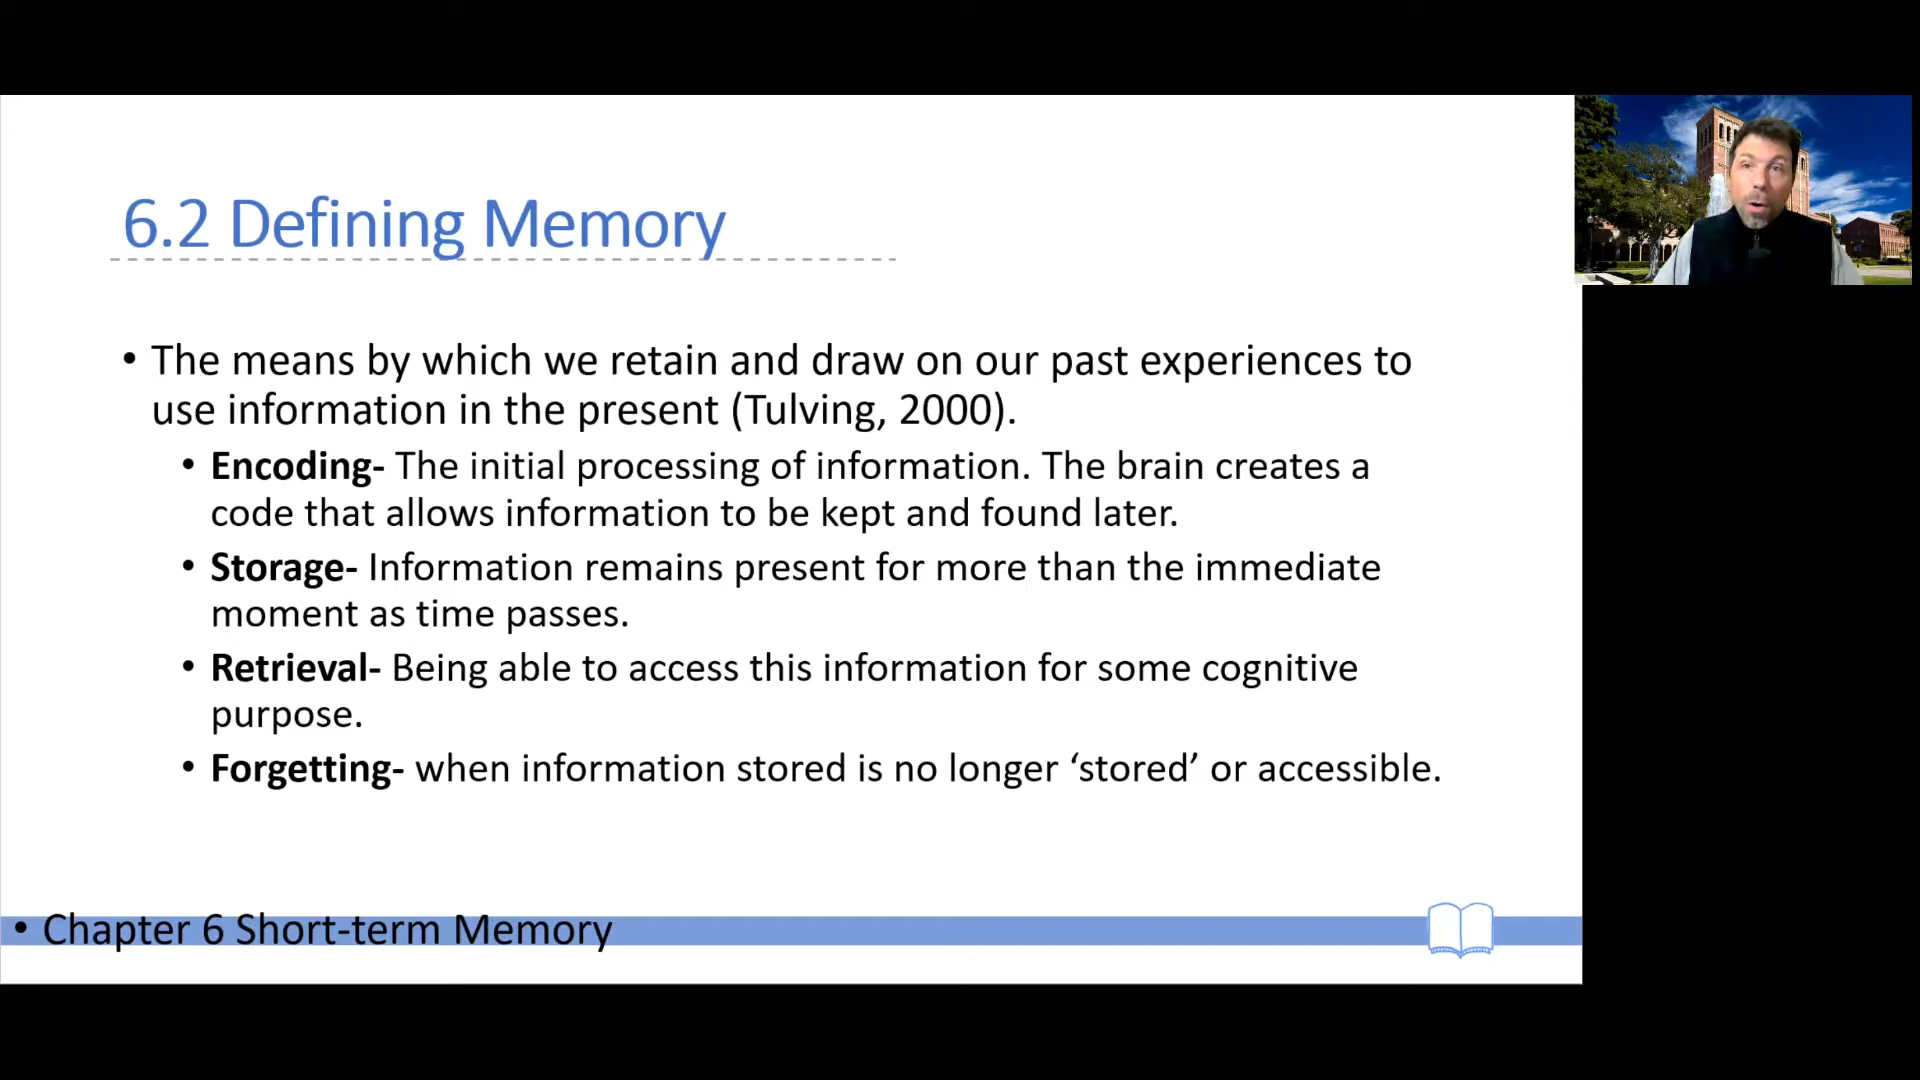 6.2 Defining Memory
• The means by which we retain and draw on our past experiences to
use information in the present (Tulving, 2000).
• Encoding- The initial processing of information. The brain creates a
code that allows information to be kept and found later.
• Storage- Information remains present for more than the immediate
moment as time passes.
• Retrieval- Being able to access this information for some cognitive
purpose.
• Forgetting- when information stored is no longer ‘stored’ or accessible.
• Chapter 6 Short-term Memory